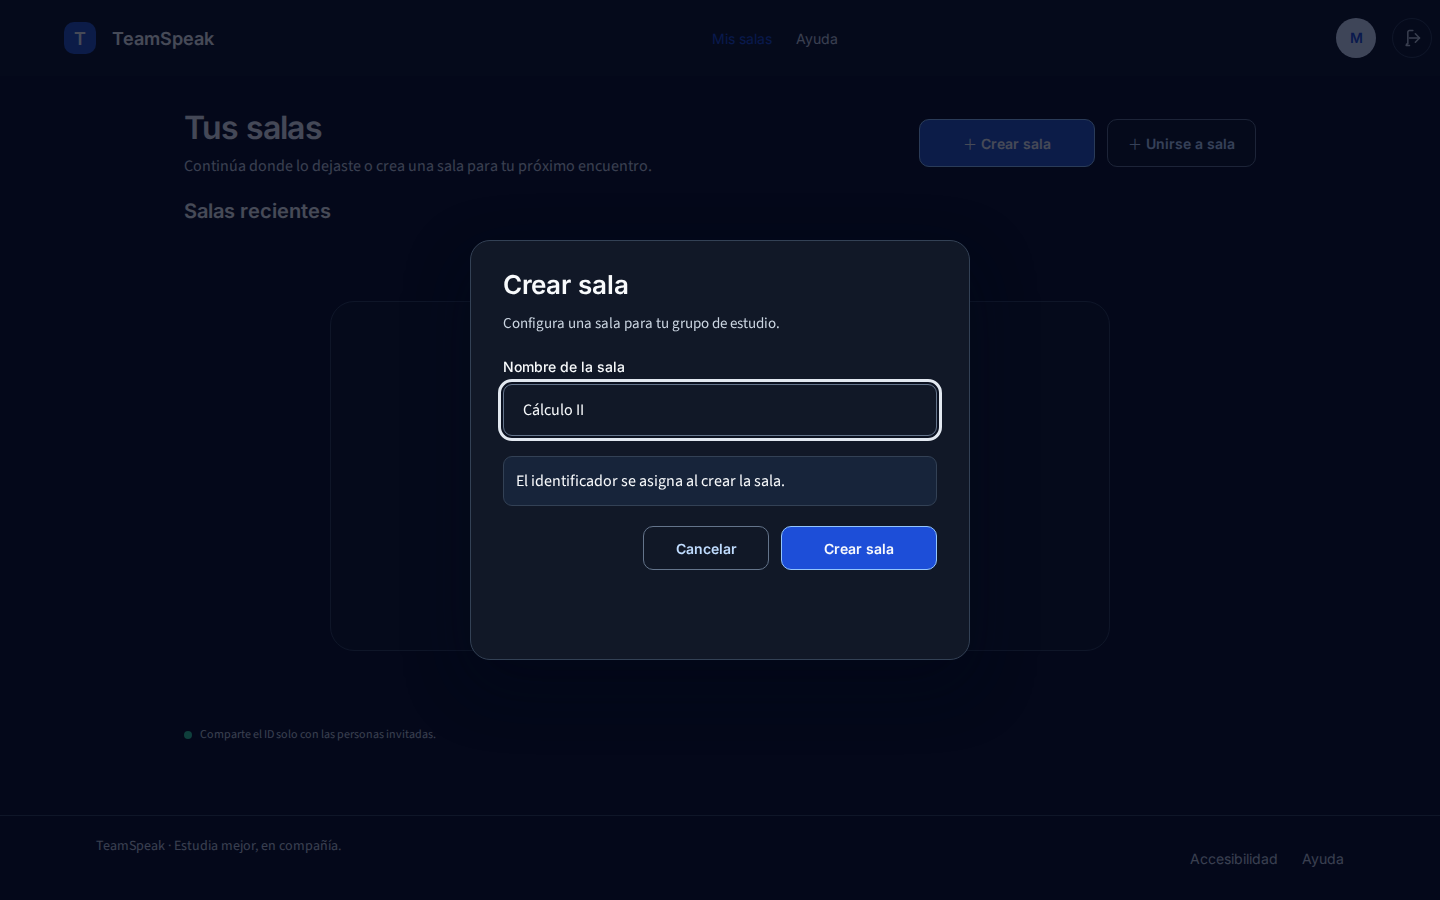 T TeamSpeak
Mis salas Ayuda
M
Tus salas
Continúa donde lo dejaste o crea una sala para tu próximo encuentro.
+ Crear sala
+ Unirse a sala
Salas recientes
Crear sala
Configura una sala para tu grupo de estudio.
Nombre de la sala
Cálculo II
El identificador se asigna al crear la sala.
Cancelar
Crear sala
Comparte el ID solo con las personas invitadas.
TeamSpeak · Estudia mejor, en compañía.
Accesibilidad Ayuda